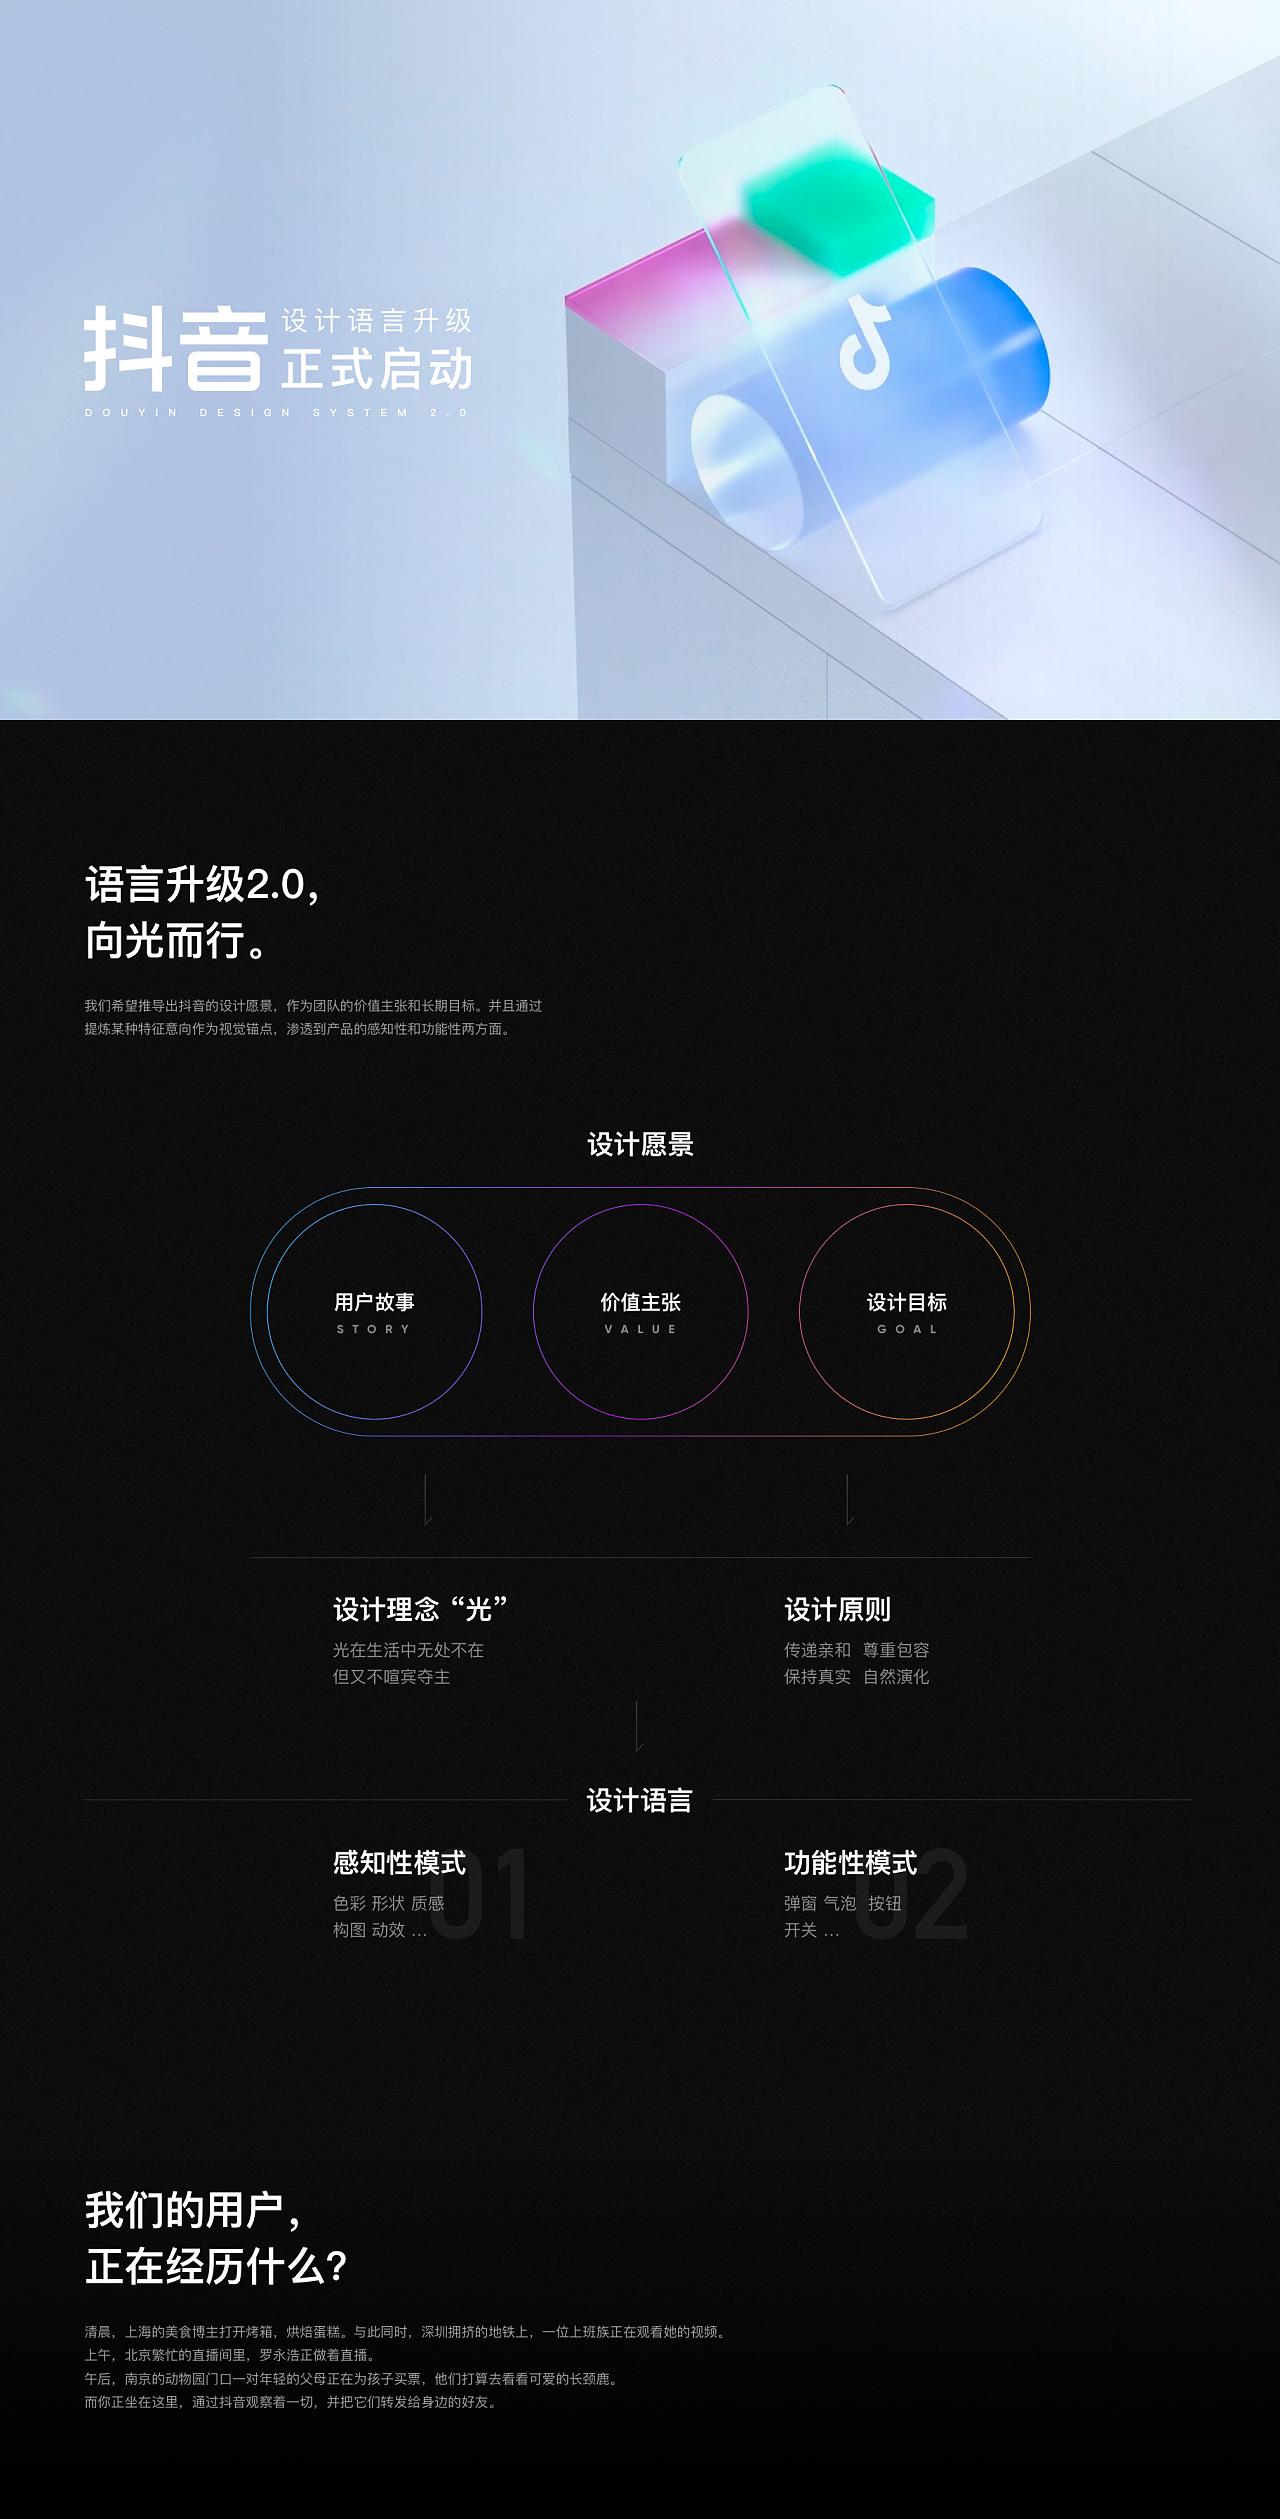 抖音
设计语言升级
正式启动
DOUYIN DESIGN SYSTEM 2.0
语言升级2.0，
向光而行。
我们希望推导出抖音的设计愿景，作为团队的价值主张和长期目标。并且通过
提炼某种特征意向作为视觉锚点，渗透到产品的感知性和功能性两方面。
设计愿景
用户故事
STORY
价值主张
VALUE
设计目标
GOAL
设计理念“光”
光在生活中无处不在
但又不喧宾夺主
设计原则
传递亲和 尊重包容
保持真实 自然演化
设计语言
感知性模式
01
色彩 形状 质感
构图 动效 …
功能性模式
02
弹窗 气泡 按钮
开关 …
我们的用户，
正在经历什么?
清晨，上海的美食博主打开烤箱，烘焙蛋糕。与此同时，深圳拥挤的地铁上，一位上班族正在观看她的视频。
上午，北京繁忙的直播间里，罗永浩正做着直播。
午后，南京的动物园门口一对年轻的父母正在为孩子买票，他们打算去看看可爱的长颈鹿。
而你正坐在这里，通过抖音观察着一切，并把它们转发给身边的好友。